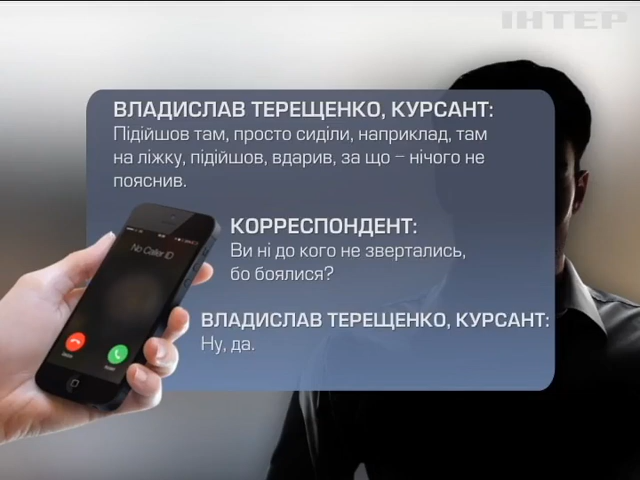 ІНТЕР
ВЛАДИСЛАВ ТЕРЕЩЕНКО, КУРСАНТ:
Підійшов там, просто сиділи, наприклад, там
на ліжку, підійшов, вдарив, за що – нічого не
пояснив.
No Caller ID
КОРРЕСПОНДЕНТ:
Ви ні до кого не звертались,
бо боялися?
ВЛАДИСЛАВ ТЕРЕЩЕНКО, КУРСАНТ:
Ну, да.